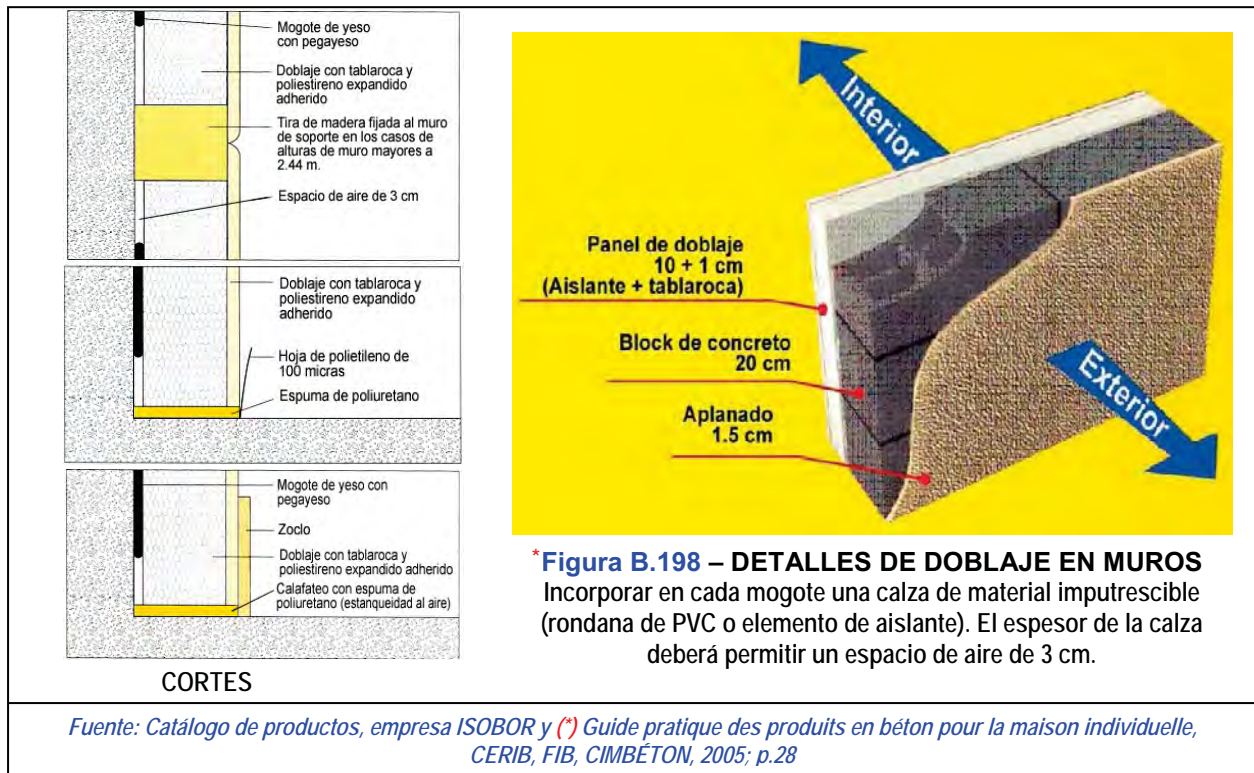 Mogote de yeso
con pegayeso
Doblaje con tablaroca y
poliestireno expandido
adherido
Tira de madera fijada al muro
de soporte en los casos de
alturas de muro mayores a
2.44 m.
Espacio de aire de 3 cm
Doblaje con tablaroca y
poliestireno expandido
adherido
Hoja de polietileno de
100 micras
Espuma de poliuretano
Mogote de yeso con
pegayeso
Zoclo
Doblaje con tablaroca y
poliestireno expandido adherido
Calafateo con espuma de
poliuretano (estanqueidad al aire)
CORTES
Interior
Panel de doblaje
10 + 1 cm
(Aislante + tablaroca)
Block de concreto
20 cm
Aplanado
1.5 cm
Exterior
*Figura B.198 – DETALLES DE DOBLAJE EN MUROS
Incorporar en cada mogote una calza de material imputrescible
(rondana de PVC o elemento de aislante). El espesor de la calza
deberá permitir un espacio de aire de 3 cm.
Fuente: Catálogo de productos, empresa ISOBOR y (*) Guide pratique des produits en béton pour la maison individuelle,
CERIB, FIB, CIMBÉTON, 2005; p.28